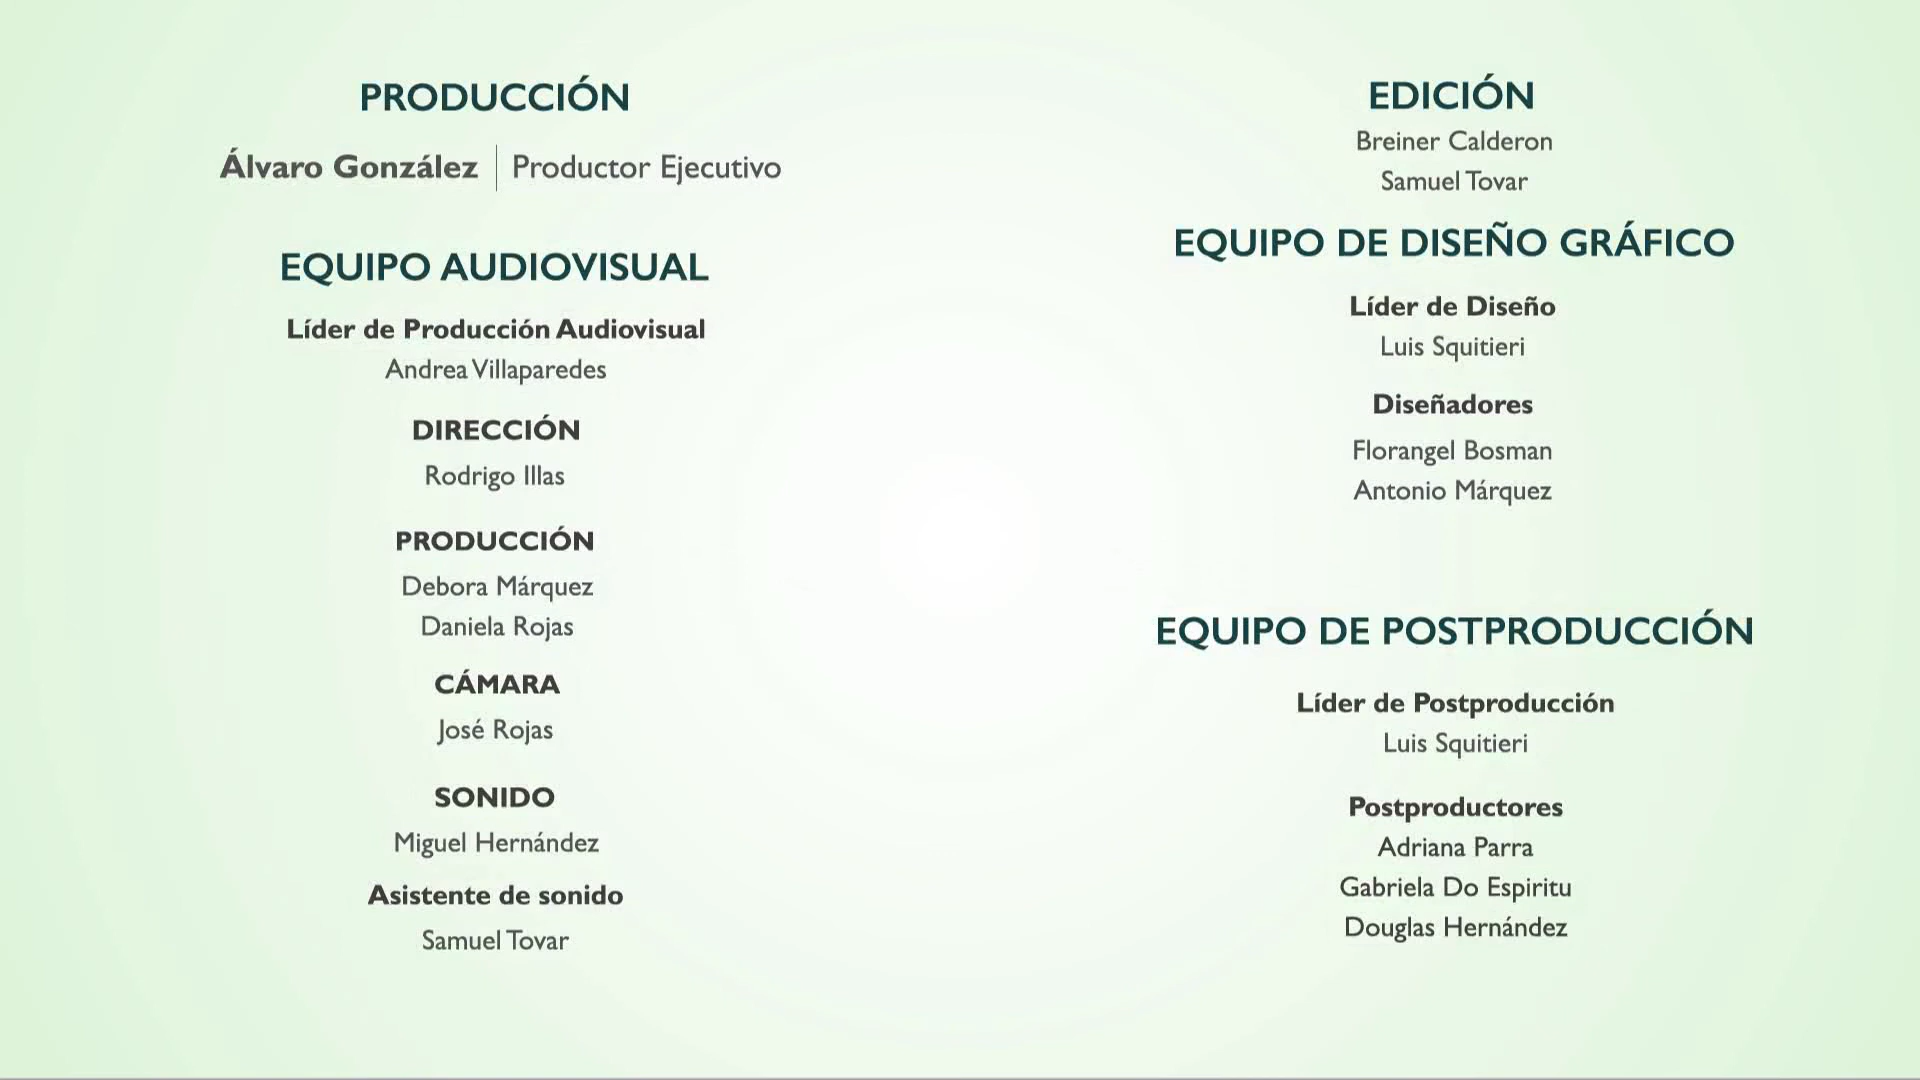 PRODUCCIÓN
Álvaro González | Productor Ejecutivo
EQUIPO AUDIOVISUAL
Líder de Producción Audiovisual
Andrea Villaparedes
DIRECCIÓN
Rodrigo Illas
PRODUCCIÓN
Debora Márquez
Daniela Rojas
CÁMARA
José Rojas
SONIDO
Miguel Hernández
Asistente de sonido
Samuel Tovar
EDICIÓN
Breiner Calderon
Samuel Tovar
EQUIPO DE DISEÑO GRÁFICO
Líder de Diseño
Luis Squitieri
Diseñadores
Florangel Bosman
Antonio Márquez
EQUIPO DE POSTPRODUCCIÓN
Líder de Postproducción
Luis Squitieri
Postproductores
Adriana Parra
Gabriela Do Espiritu
Douglas Hernández